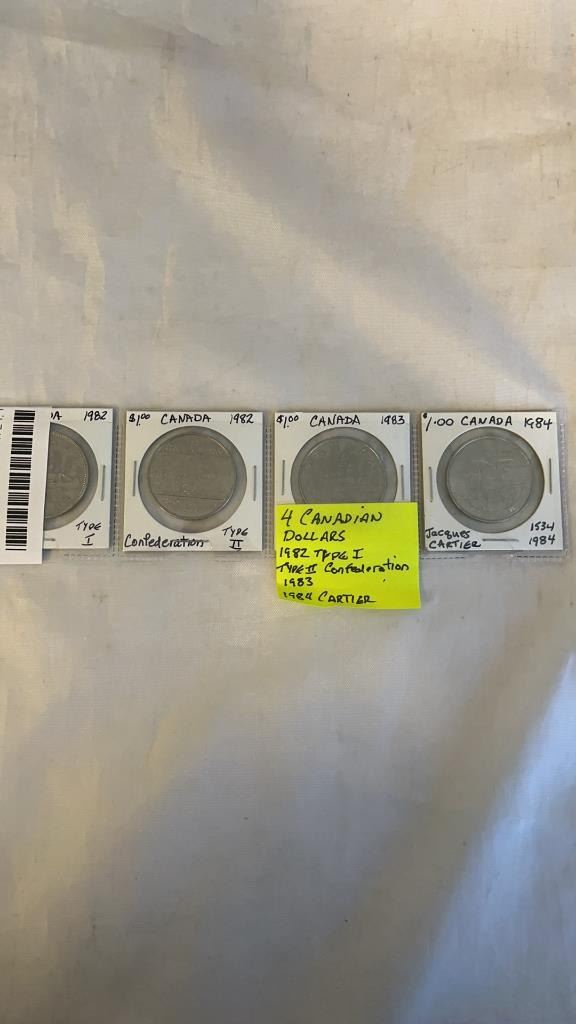 DA 1982
TYPE
I
$1.00 CANADA 1982
Confederation TYPE
II
$1.00 CANADA 1983
4 CANADIAN
DOLLARS
1982 TYPE I
TYPE II Confederation
1983
1984 CARTIER
$1.00 CANADA 1984
Jacques 1534
CARTIER 1984